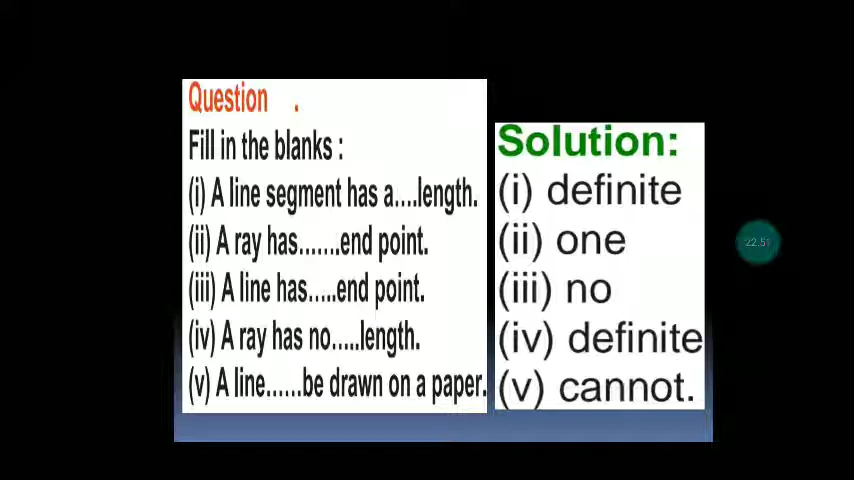 Question .
Fill in the blanks :
(i) A line segment has a....length.
(ii) A ray has.......end point.
(iii) A line has.....end point.
(iv) A ray has no.....length.
(v) A line......be drawn on a paper.
Solution:
(i) definite
(ii) one
(iii) no
(iv) definite
(v) cannot.
22:51